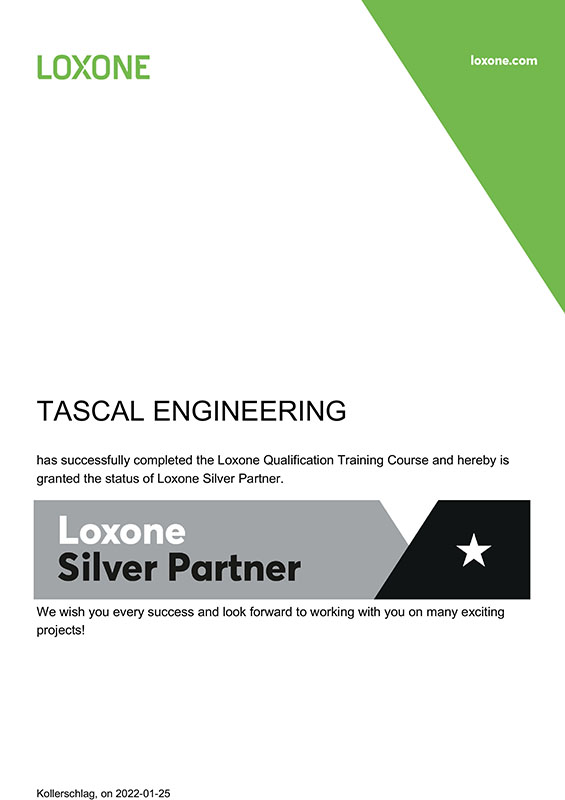 LOXONE
loxone.com
TASCAL ENGINEERING
has successfully completed the Loxone Qualification Training Course and hereby is
granted the status of Loxone Silver Partner.
Loxone
Silver Partner
We wish you every success and look forward to working with you on many exciting
projects!
Kollerschlag, on 2022-01-25